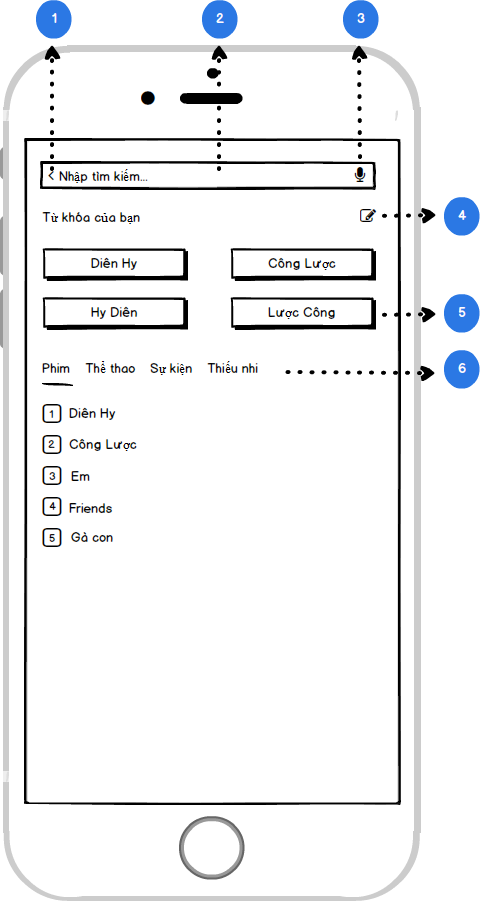 1 2 3
< Nhập tìm kiếm...
Từ khóa của bạn 4
Diên Hy Công Lược
Hy Diên Lược Công 5
Phim Thể thao Sự kiện Thiếu nhi 6
1 Diên Hy
2 Công Lược
3 Em
4 Friends
5 Gà con